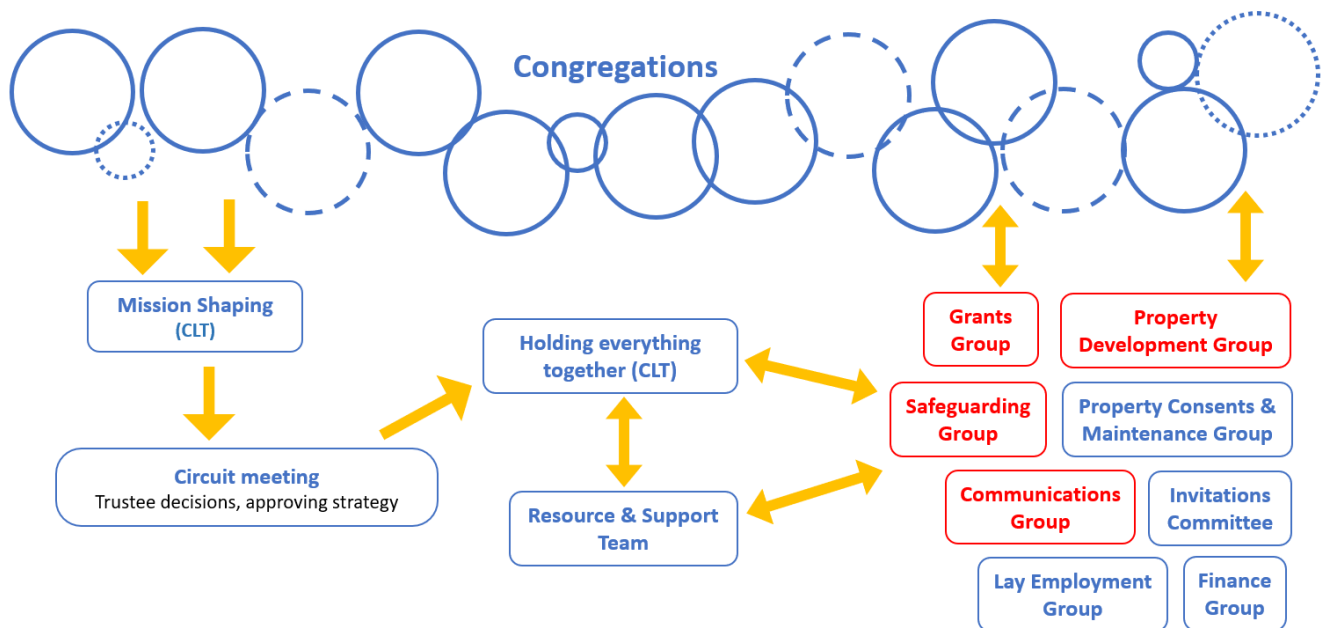 Congregations
Mission Shaping
(CLT)
Circuit meeting
Trustee decisions, approving strategy
Holding everything
together (CLT)
Resource & Support
Team
Grants
Group
Property
Development Group
Safeguarding
Group
Property Consents &
Maintenance Group
Communications
Group
Invitations
Committee
Lay Employment
Group
Finance
Group